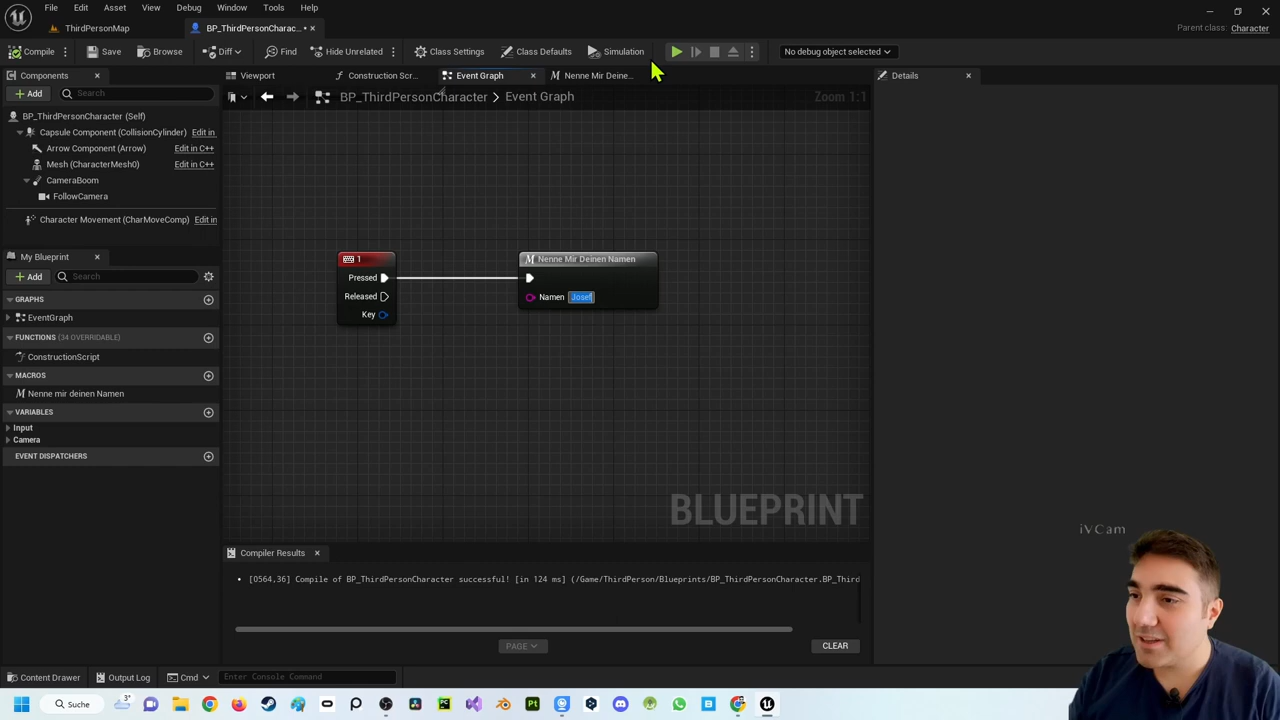 File Edit Asset View Debug Window Tools Help
ThirdPersonMap
BP_ThirdPersonCharac...
Parent class: Character
Compile
Save
Browse
Diff
Find
Hide Unrelated
Class Settings
Class Defaults
Simulation
No debug object selected
Components
Add
Search
BP_ThirdPersonCharacter (Self)
Capsule Component (CollisionCylinder) Edit in
Arrow Component (Arrow) Edit in C++
Mesh (CharacterMesh0) Edit in C++
CameraBoom
FollowCamera
Character Movement (CharMoveComp) Edit in
My Blueprint
Add
Search
GRAPHS
EventGraph
FUNCTIONS (34 OVERRIDABLE)
ConstructionScript
MACROS
Nenne mir deinen Namen
VARIABLES
Input
Camera
EVENT DISPATCHERS
Viewport
Construction Scr...
Event Graph
Nenne Mir Deine...
BP_ThirdPersonCharacter > Event Graph
Zoom 1:1
1
Pressed
Released
Key
Nenne Mir Deinen Namen
Namen Josef
BLUEPRINT
Compiler Results
[0564,36] Compile of BP_ThirdPersonCharacter successful! [in 124 ms] (/Game/ThirdPerson/Blueprints/BP_ThirdPersonCharacter.BP_Third
PAGE
CLEAR
Details
iVCam
Content Drawer
Output Log
Cmd
Enter Console Command
Suche
3°